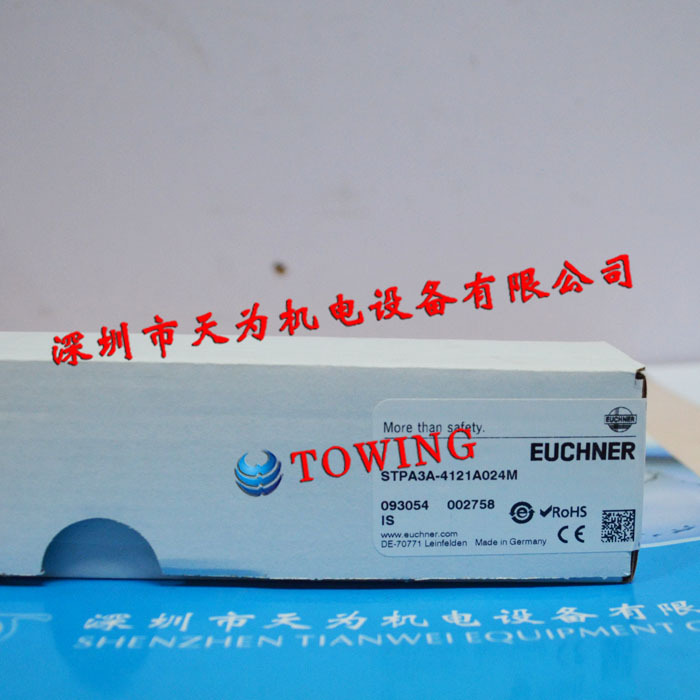 深圳市天为机电设备有限公司
EUCHNER
More than safety.
EUCHNER
TOWING
STPA3A-4121A024M
093054 002758
IS
RoHS
www.euchner.com
DE-70771 Leinfelden Made in Germany
CE
深圳市天为机电设备有限
SHENZHEN TIANWEI EQUIPMENT